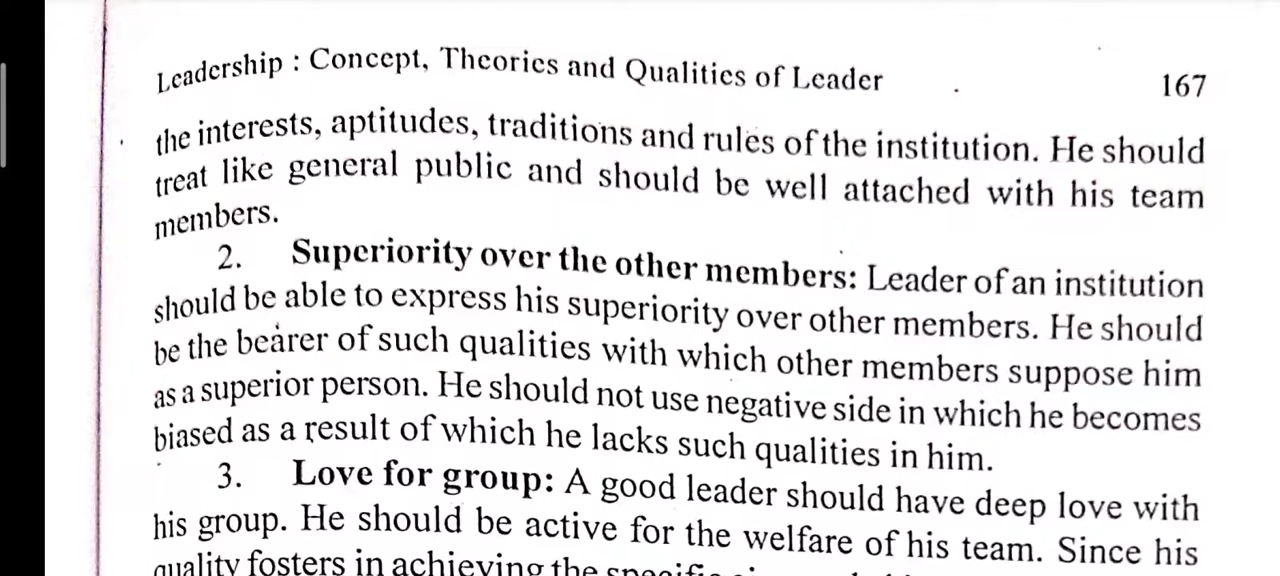 Leadership : Concept, Theories and Qualities of Leader 167
the interests, aptitudes, traditions and rules of the institution. He should
treat like general public and should be well attached with his team
members.
2. Superiority over the other members: Leader of an institution
should be able to express his superiority over other members. He should
be the bearer of such qualities with which other members suppose him
as a superior person. He should not use negative side in which he becomes
biased as a result of which he lacks such qualities in him.
3. Love for group: A good leader should have deep love with
his group. He should be active for the welfare of his team. Since his
quality fosters in achieving the